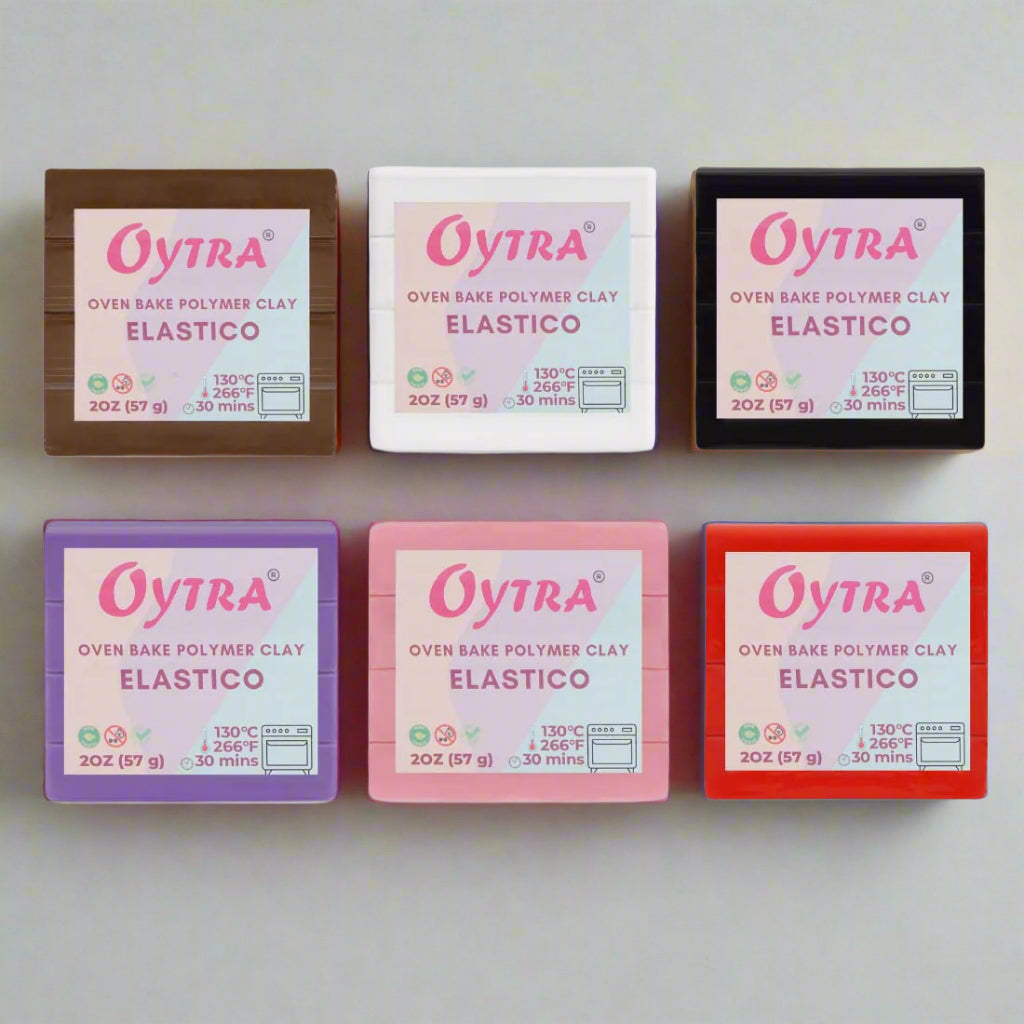 OYTRA®
OVEN BAKE POLYMER CLAY
ELASTICO
130°C
266°F
2OZ (57 g) 30 mins
OYTRA®
OVEN BAKE POLYMER CLAY
ELASTICO
130°C
266°F
2OZ (57 g) 30 mins
OYTRA®
OVEN BAKE POLYMER CLAY
ELASTICO
130°C
266°F
2OZ (57 g) 30 mins
OYTRA®
OVEN BAKE POLYMER CLAY
ELASTICO
130°C
266°F
2OZ (57 g) 30 mins
OYTRA®
OVEN BAKE POLYMER CLAY
ELASTICO
130°C
266°F
2OZ (57 g) 30 mins
OYTRA®
OVEN BAKE POLYMER CLAY
ELASTICO
130°C
266°F
2OZ (57 g) 30 mins